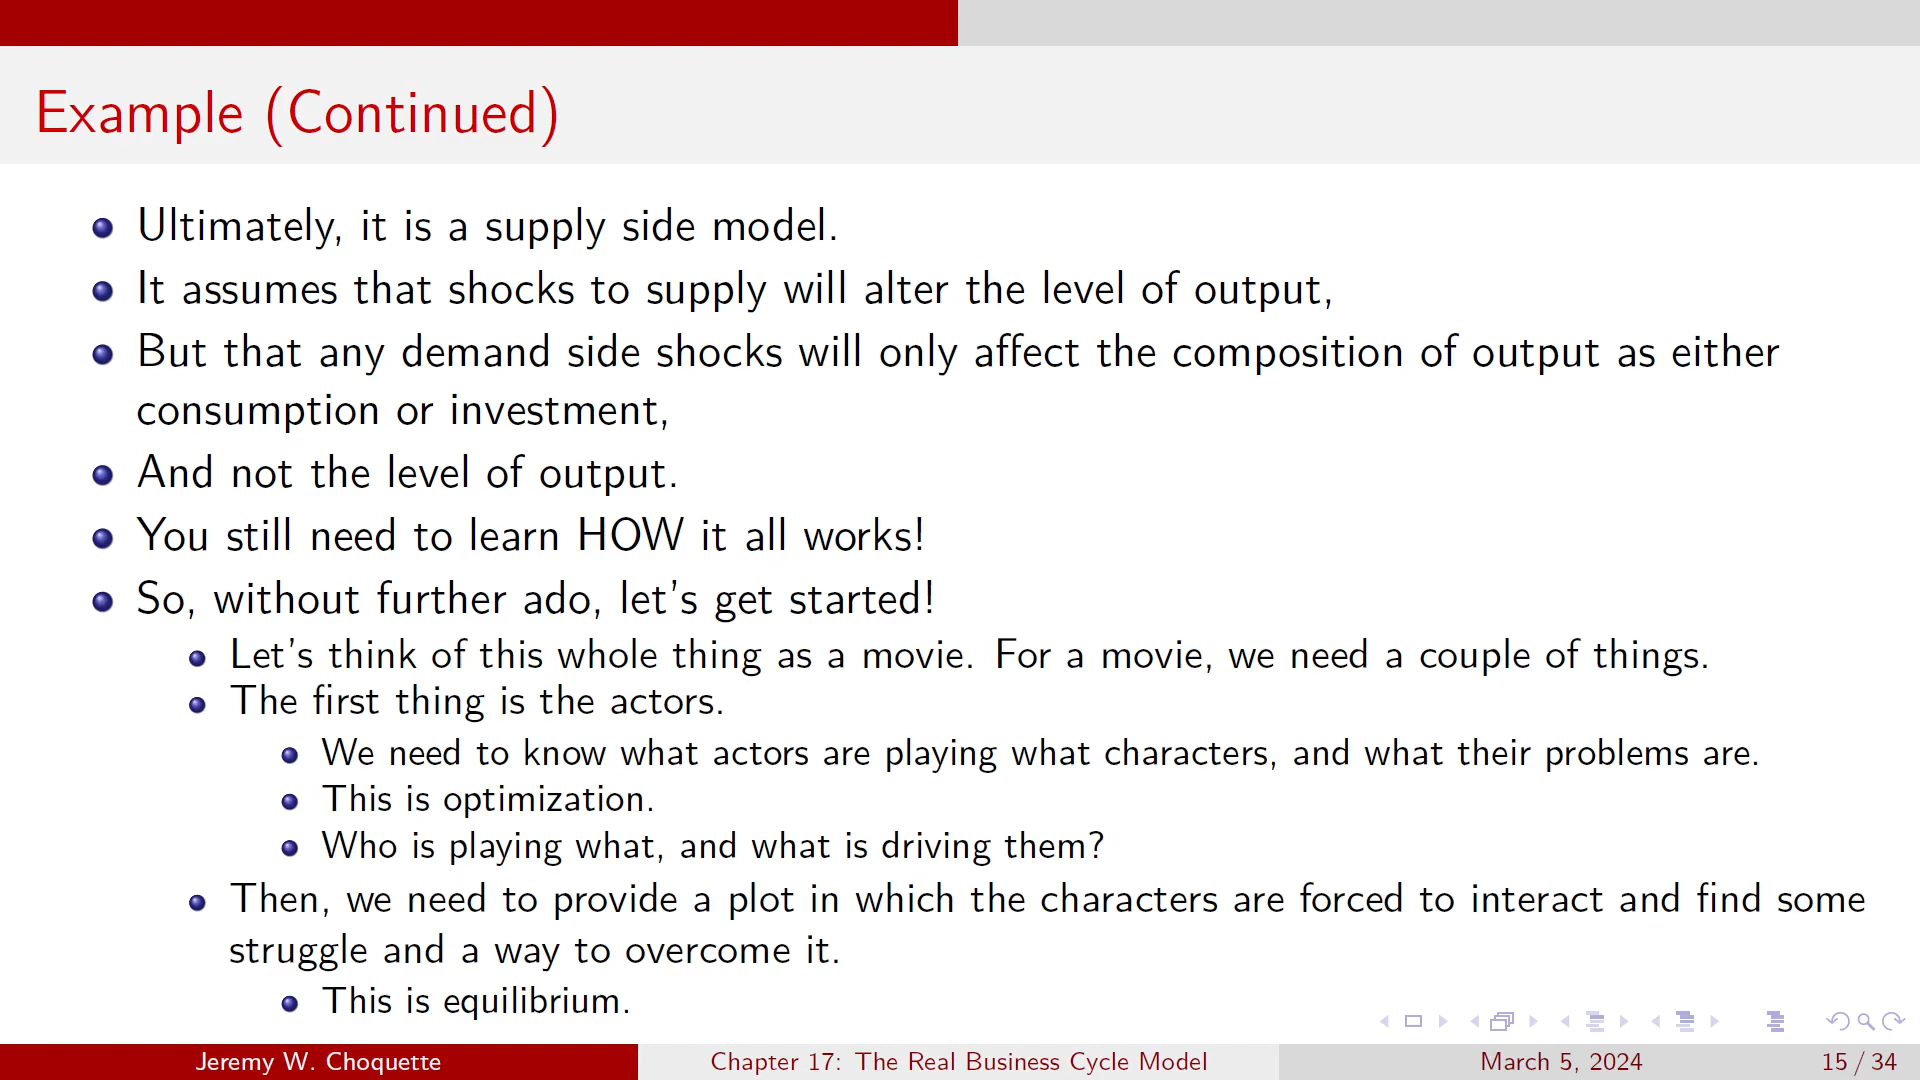 Example (Continued)
Ultimately, it is a supply side model.
It assumes that shocks to supply will alter the level of output,
But that any demand side shocks will only affect the composition of output as either
consumption or investment,
And not the level of output.
You still need to learn HOW it all works!
So, without further ado, let's get started!
Let's think of this whole thing as a movie. For a movie, we need a couple of things.
The first thing is the actors.
We need to know what actors are playing what characters, and what their problems are.
This is optimization.
Who is playing what, and what is driving them?
Then, we need to provide a plot in which the characters are forced to interact and find some
struggle and a way to overcome it.
This is equilibrium.
Jeremy W. Choquette Chapter 17: The Real Business Cycle Model March 5, 2024 15 / 34